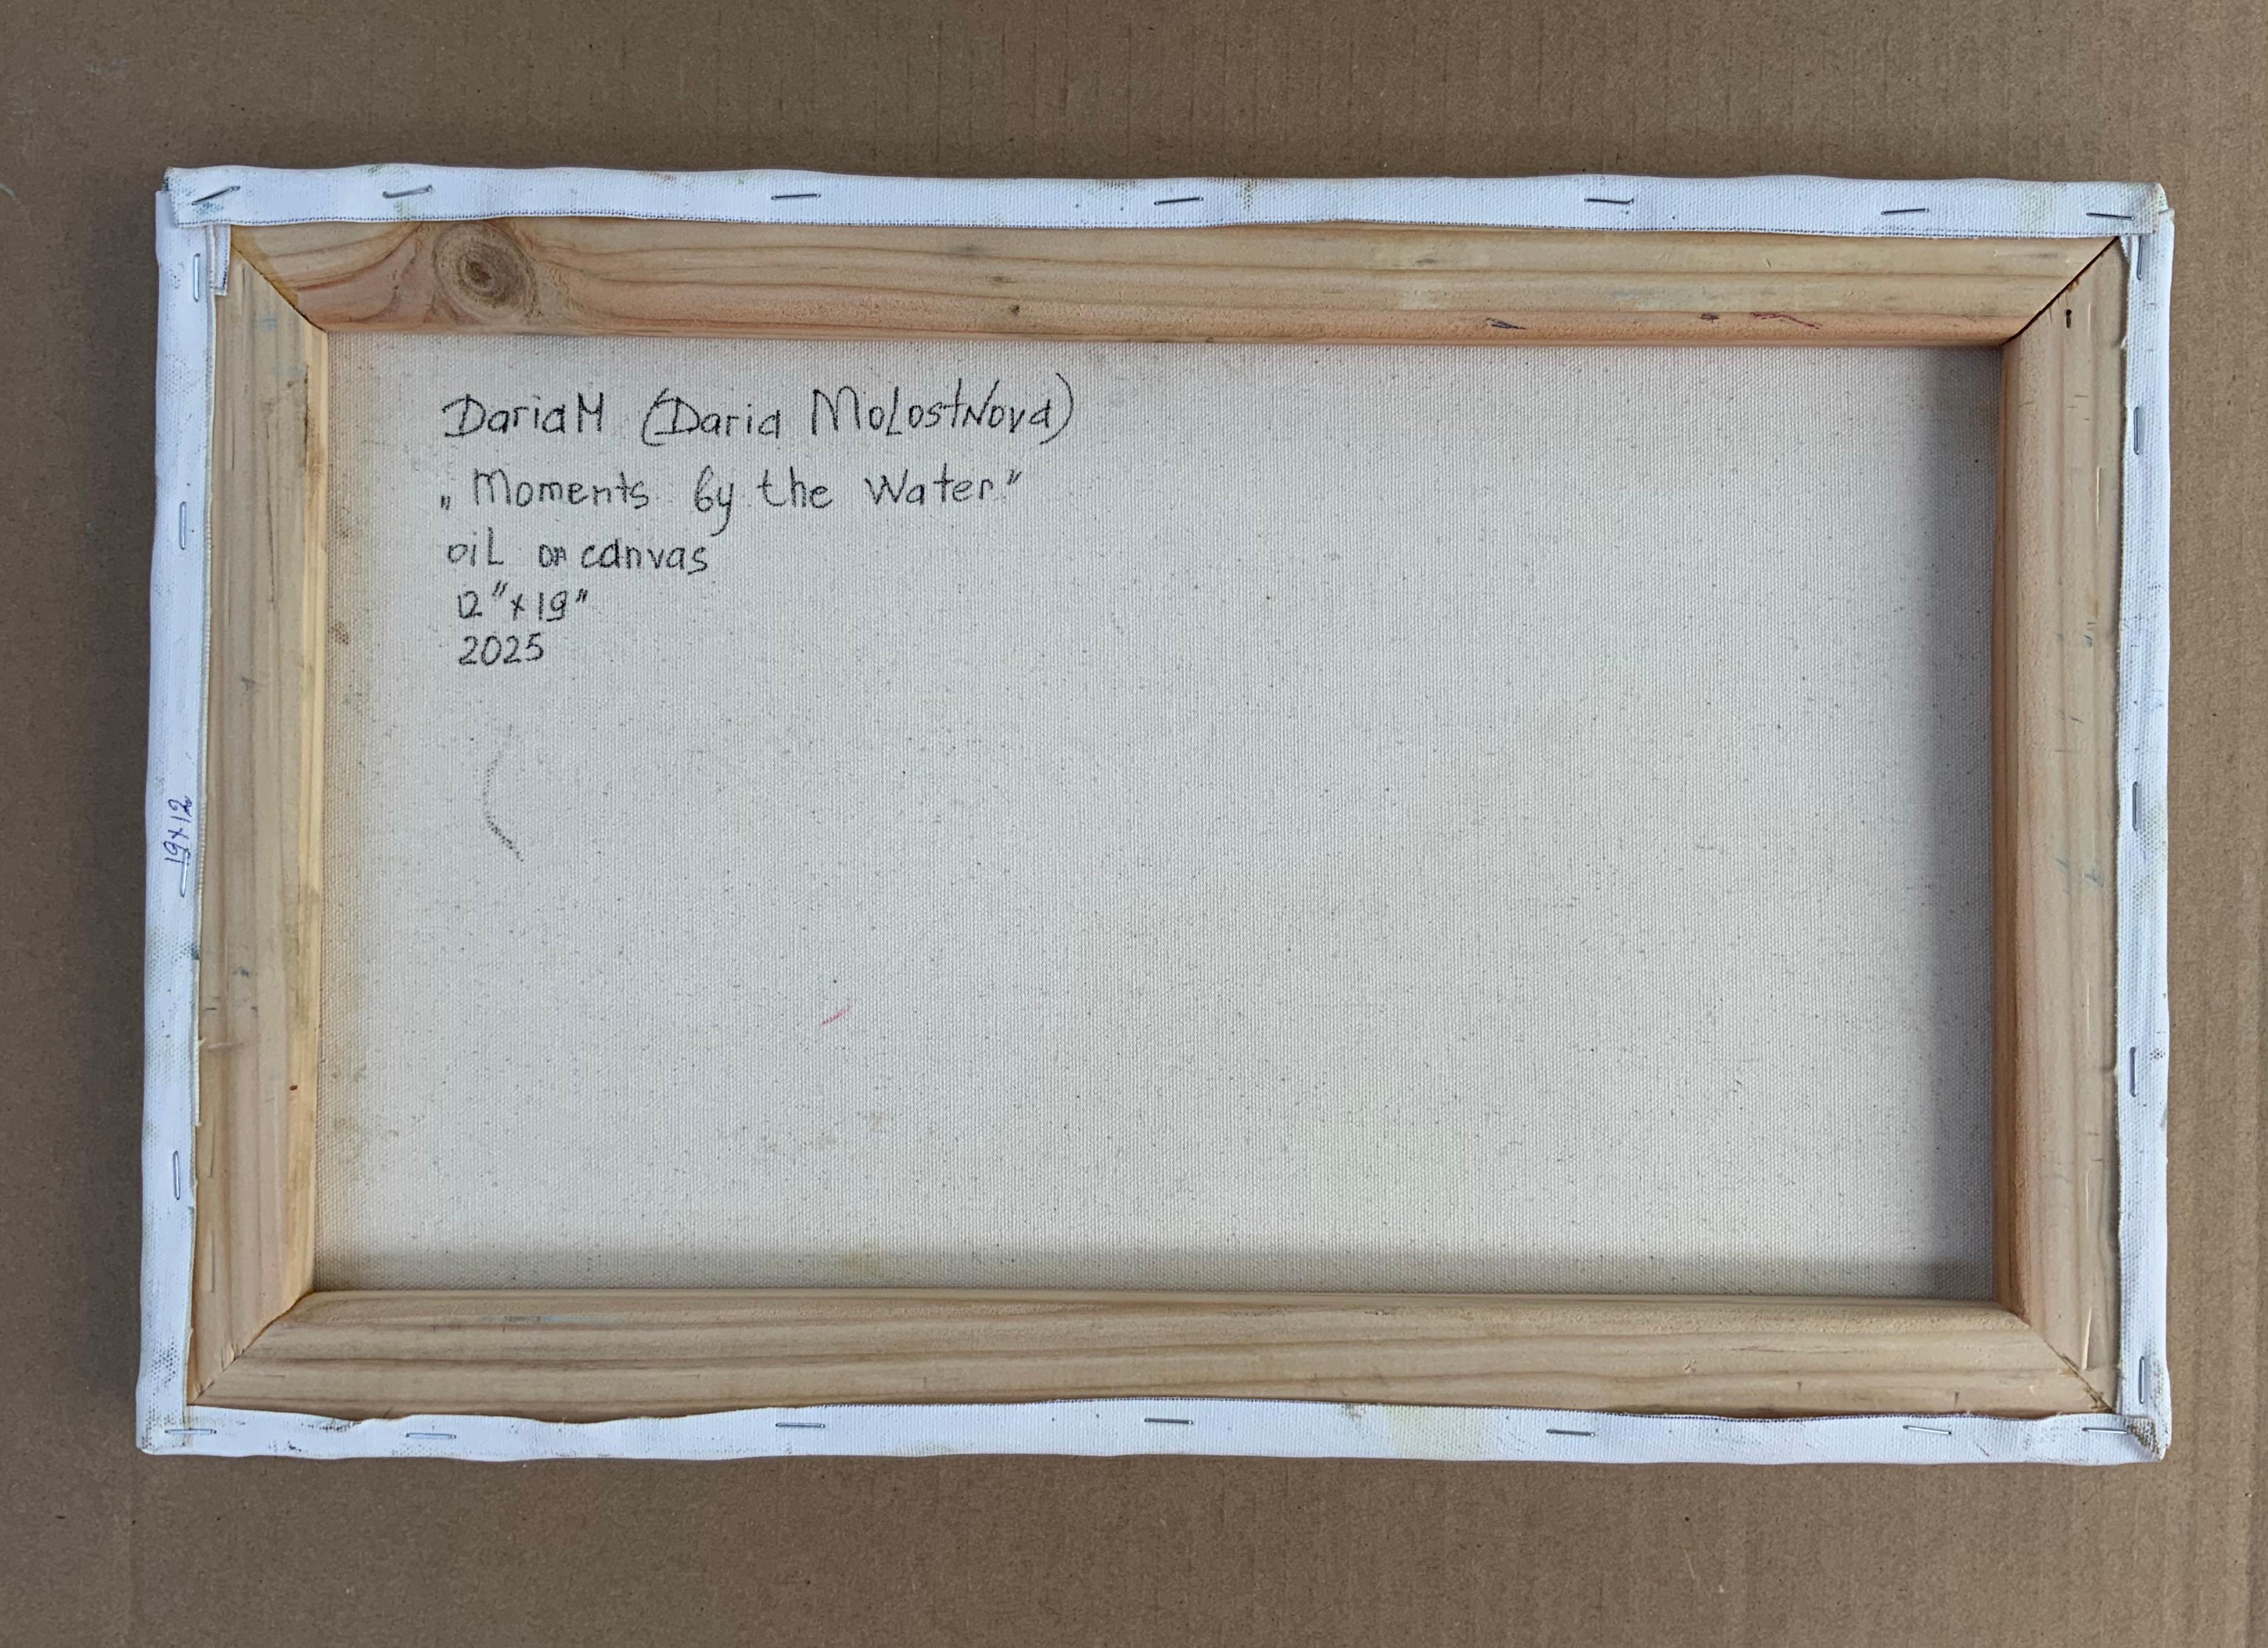 DariaM (Daria MoLostNova)
„Moments by the Water"
oiL on canvas
12" x 19"
2025
19x12